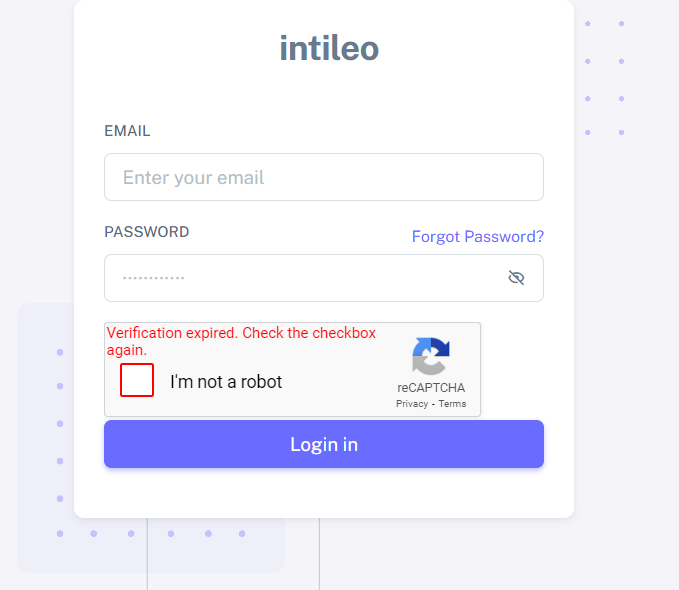 intileo
EMAIL
Enter your email
PASSWORD
Forgot Password?
············
Verification expired. Check the checkbox
again.
I'm not a robot
reCAPTCHA
Privacy - Terms
Login in